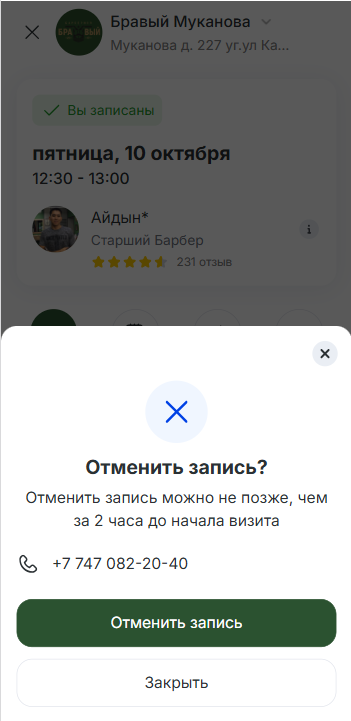 БРАВЫЙ
Бравый Муканова
Муканова д. 227 уг.ул Ка...
Вы записаны
пятница, 10 октября
12:30 - 13:00
Айдын*
Старший Барбер
231 отзыв
Отменить запись?
Отменить запись можно не позже, чем
за 2 часа до начала визита
+7 747 082-20-40
Отменить запись
Закрыть